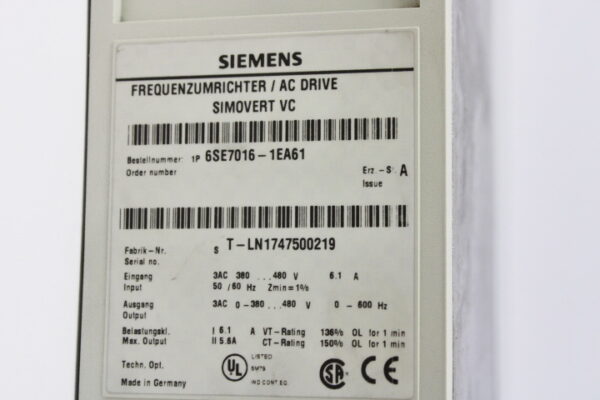 SIEMENS
FREQUENZUMRICHTER / AC DRIVE
SIMOVERT VC
Bestellnummer 1P 6SE7016-1EA61
Order number
Erz.-S. A
Issue
Fabrik-Nr. S T-LN1747500219
Serial no.
Eingang 3AC 380 ...480 V 6.1 A
Input 50/60 Hz Zmin=1%
Ausgang 3AC 0-380 ...480 V 0-600 Hz
Output
Belastungskl. I 6.1 A VT-Rating 136% OL for 1 min
Max. Output II 5.6A CT-Rating 150% OL for 1 min
Techn. Opt. UL LISTED
SA CE
Made in Germany IND CONT EQ.